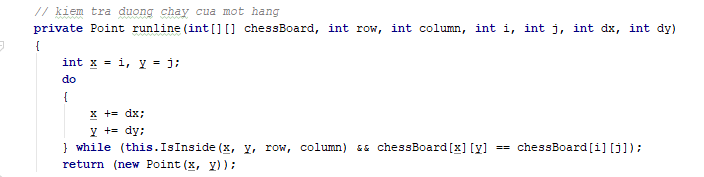 // kiem tra duong chay cua mot hang
private Point runline(int[][] chessBoard, int row, int column, int i, int j, int dx, int dy)
{
int x = i, y = j;
do
{
x += dx;
y += dy;
} while (this.IsInside(x, y, row, column) && chessBoard[x][y] == chessBoard[i][j]);
return (new Point(x, y));